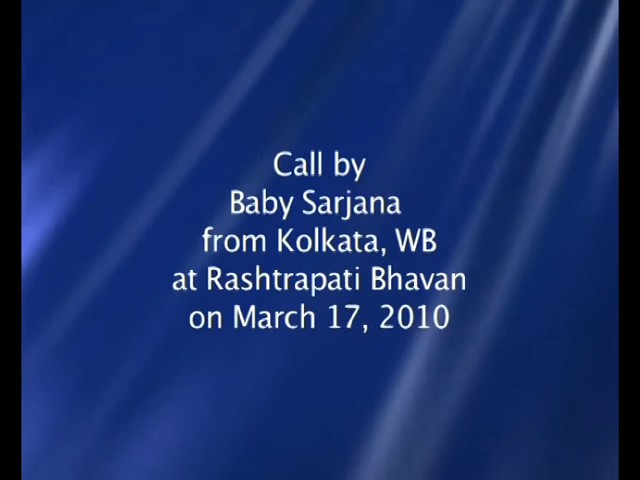 Call by
Baby Sarjana
from Kolkata, WB
at Rashtrapati Bhavan
on March 17, 2010